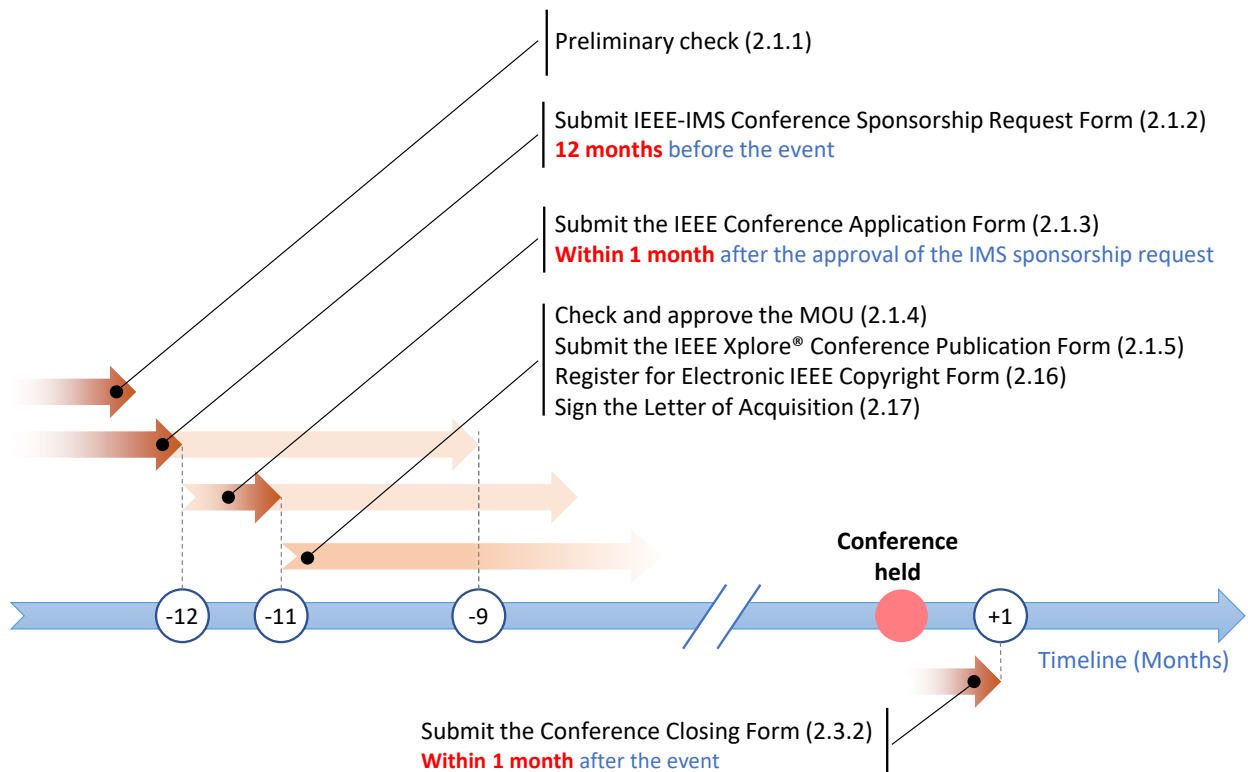 Preliminary check (2.1.1)
Submit IEEE-IMS Conference Sponsorship Request Form (2.1.2)
12 months before the event
Submit the IEEE Conference Application Form (2.1.3)
Within 1 month after the approval of the IMS sponsorship request
Check and approve the MOU (2.1.4)
Submit the IEEE Xplore® Conference Publication Form (2.1.5)
Register for Electronic IEEE Copyright Form (2.16)
Sign the Letter of Acquisition (2.17)
Conference
held
-12
-11
-9
+1
Timeline (Months)
Submit the Conference Closing Form (2.3.2)
Within 1 month after the event